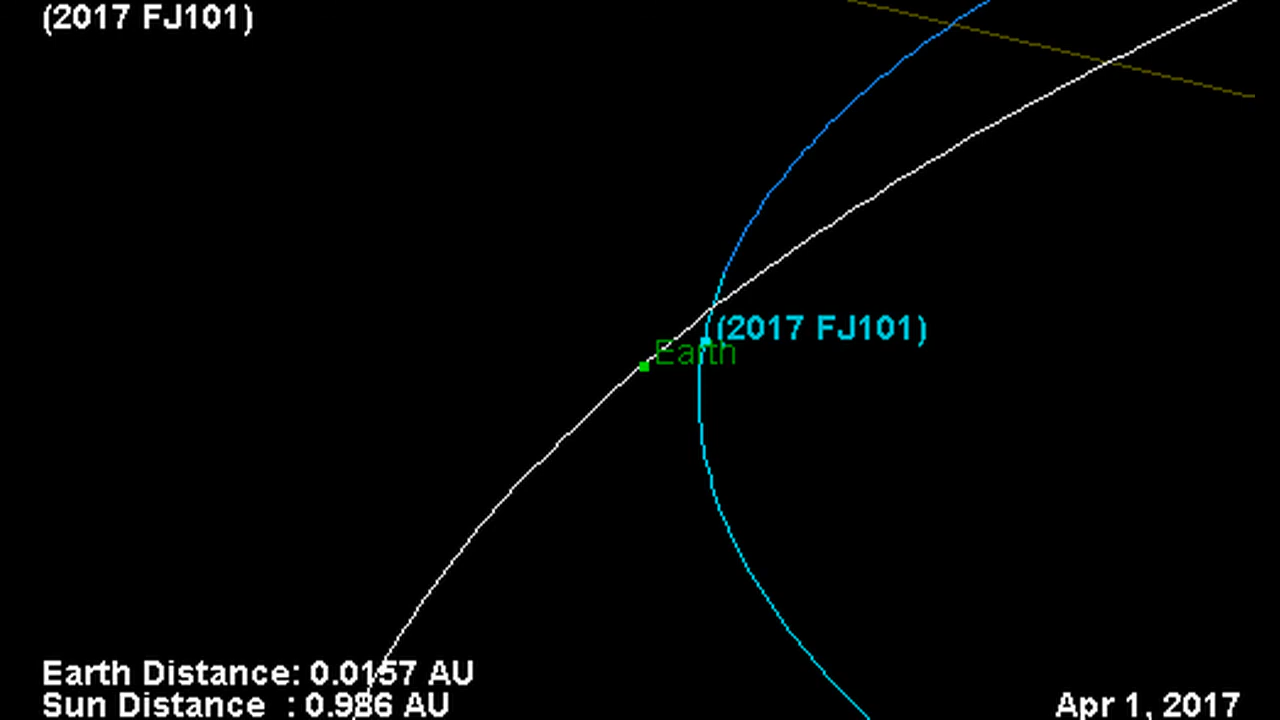 (2017 FJ101)
(2017 FJ101)
Earth
Earth Distance: 0.0157 AU
Sun Distance : 0.986 AU
Apr 1, 2017